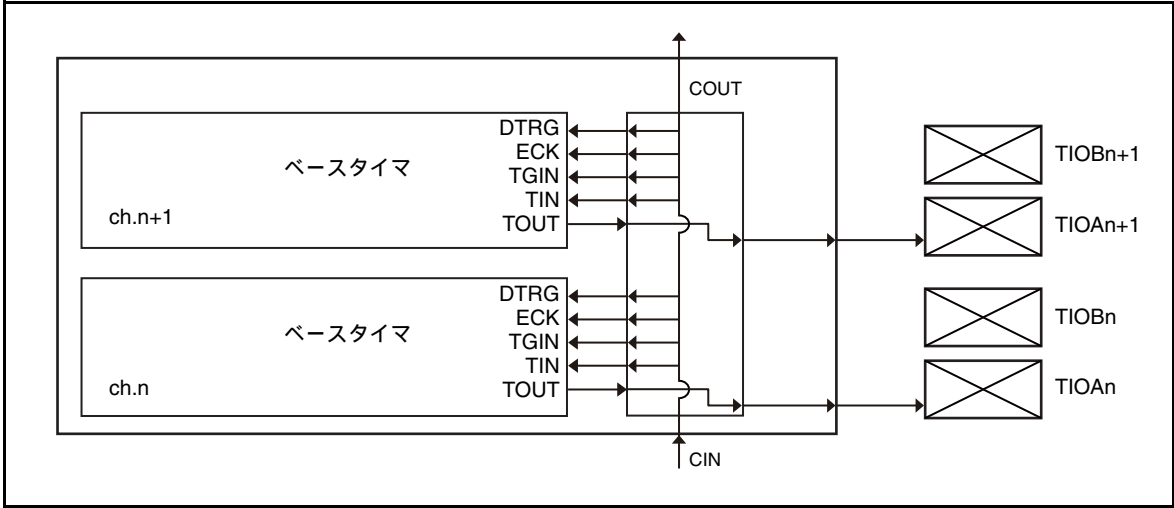 COUT
DTRG
ECK
TGIN
TIN
TOUT
ベースタイマ
ch.n+1
TIOBn+1
TIOAn+1
DTRG
ECK
TGIN
TIN
TOUT
ベースタイマ
ch.n
TIOBn
TIOAn
CIN